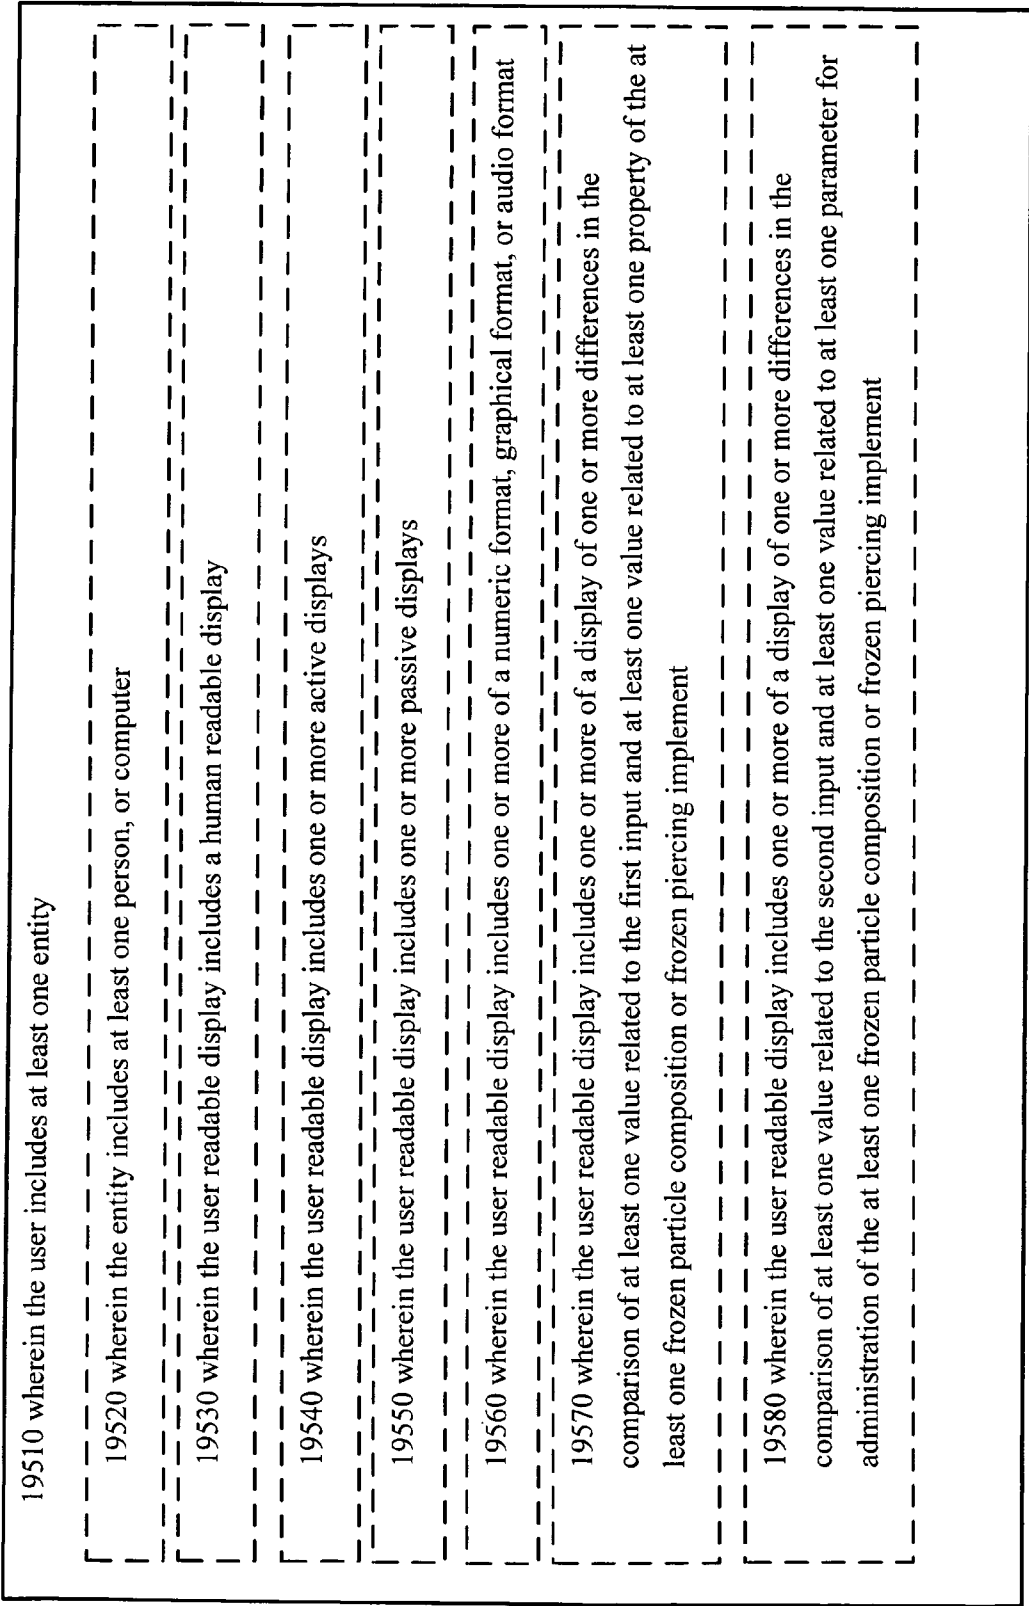 19510 wherein the user includes at least one entity
19520 wherein the entity includes at least one person, or computer
19530 wherein the user readable display includes a human readable display
19540 wherein the user readable display includes one or more active displays
19550 wherein the user readable display includes one or more passive displays
19560 wherein the user readable display includes one or more of a numeric format, graphical format, or audio format
19570 wherein the user readable display includes one or more of a display of one or more differences in the
comparison of at least one value related to the first input and at least one value related to at least one property of the at
least one frozen particle composition or frozen piercing implement
19580 wherein the user readable display includes one or more of a display of one or more differences in the
comparison of at least one value related to the second input and at least one value related to at least one parameter for
administration of the at least one frozen particle composition or frozen piercing implement